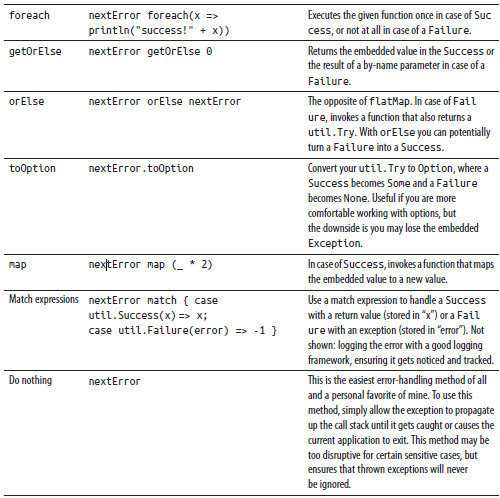 foreach nextError foreach(x => Executes the given function once in case of Suc
println("success!" + x)) cess, or not at all in case of a Failure.
getOrElse nextError getOrElse 0 Returns the embedded value in the Success or
the result of a by-name parameter in case of a
Failure.
orElse nextError orElse nextError The opposite of flatMap. In case of Fail
ure, invokes a function that also returns a
util.Try. With orElse you can potentially
turn a Failure into a Success.
toOption nextError.toOption Convert your util.Try to Option, where a
Success becomes Some and a Failure
becomes None. Useful if you are more
comfortable working with options, but
the downside is you may lose the embedded
Exception.
map nextError map (_ * 2) In case of Success, invokes a function that maps
the embedded value to a new value.
Match expressions nextError match { case Use a match expression to handle a Success
util.Success(x) => x; with a return value (stored in “x”) or a Fail
case util.Failure(error) => -1 } ure with an exception (stored in “error”). Not
shown: logging the error with a good logging
framework, ensuring it gets noticed and tracked.
Do nothing nextError This is the easiest error-handling method of all
and a personal favorite of mine. To use this
method, simply allow the exception to propagate
up the call stack until it gets caught or causes the
current application to exit. This method may be
too disruptive for certain sensitive cases, but
ensures that thrown exceptions will never
be ignored.